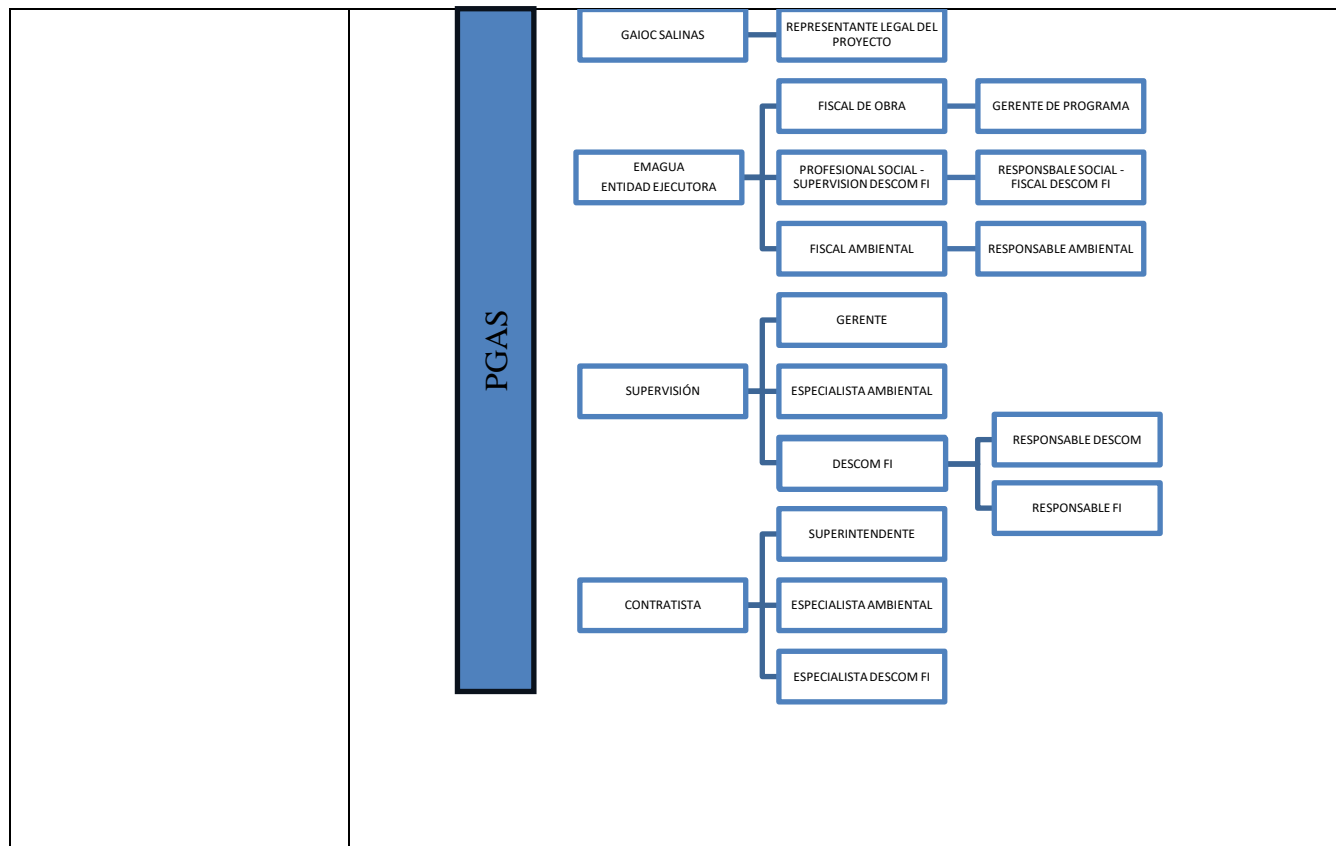 PGAS
GAIOC SALINAS
REPRESENTANTE LEGAL DEL
PROYECTO
EMAGUA
ENTIDAD EJECUTORA
FISCAL DE OBRA
GERENTE DE PROGRAMA
PROFESIONAL SOCIAL -
SUPERVISION DESCOM FI
RESPONSBALE SOCIAL -
FISCAL DESCOM FI
FISCAL AMBIENTAL
RESPONSABLE AMBIENTAL
SUPERVISIÓN
GERENTE
ESPECIALISTA AMBIENTAL
DESCOM FI
RESPONSABLE DESCOM
RESPONSABLE FI
CONTRATISTA
SUPERINTENDENTE
ESPECIALISTA AMBIENTAL
ESPECIALISTA DESCOM FI